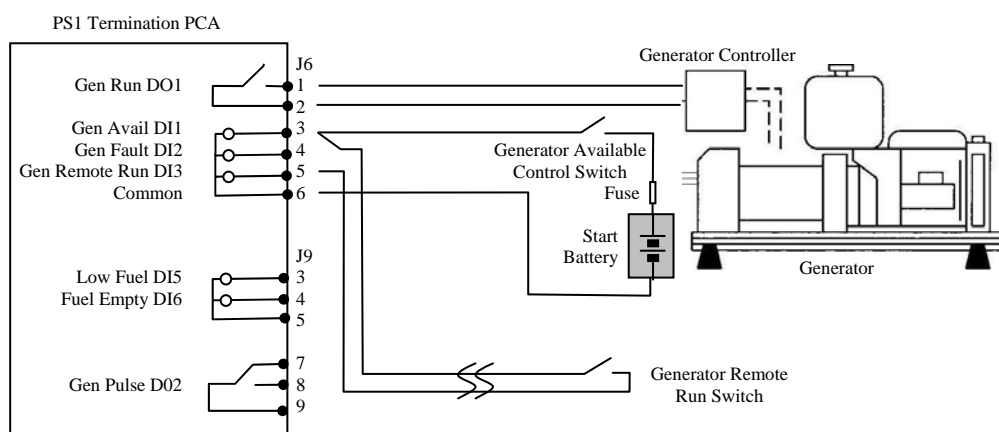 PS1 Termination PCA
J6
Gen Run DO1
1
2
Gen Avail DI1
3
Gen Fault DI2
4
Gen Remote Run DI3
5
Common
6
J9
Low Fuel DI5
3
Fuel Empty DI6
4
5
7
Gen Pulse D02
8
9
Generator Controller
Generator Available
Control Switch
Fuse
Start
Battery
Generator
Generator Remote
Run Switch